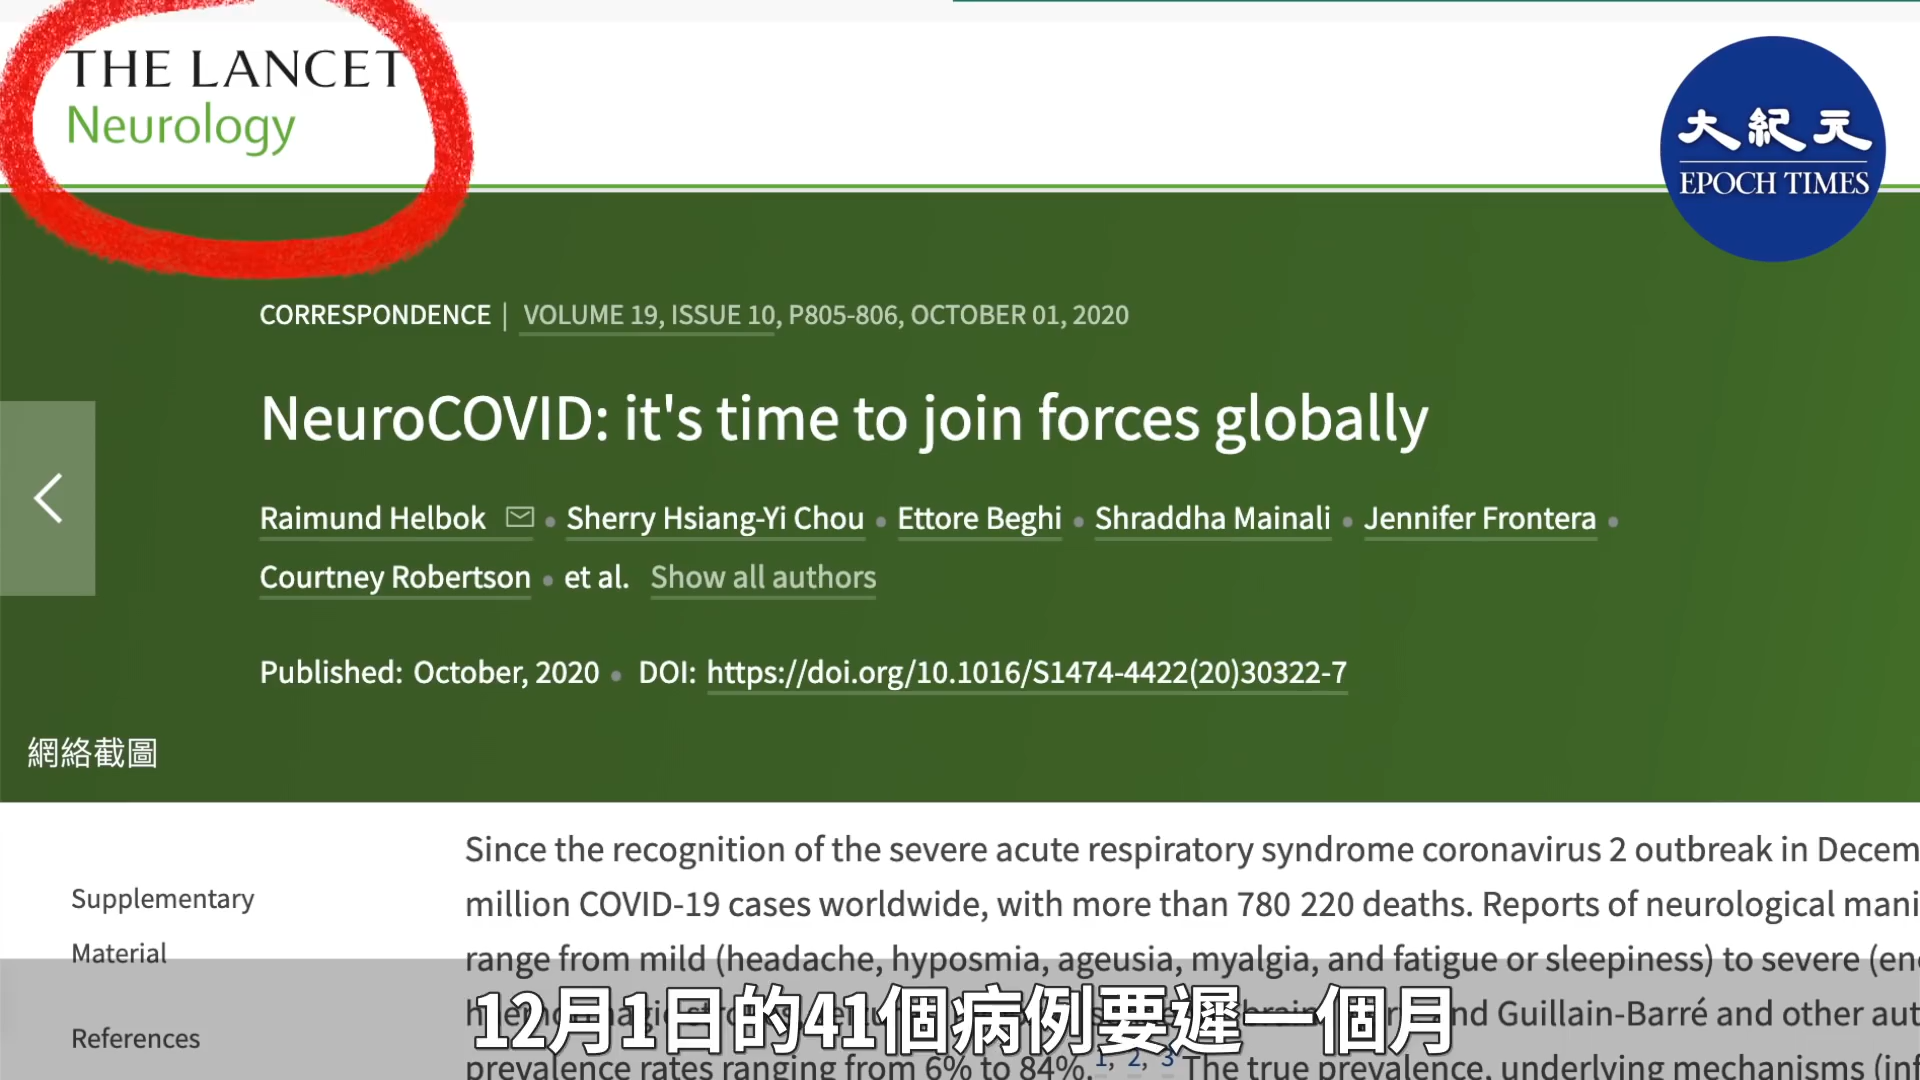 THE LANCET
Neurology
大紀元
EPOCH TIMES
CORRESPONDENCE | VOLUME 19, ISSUE 10, P805-806, OCTOBER 01, 2020
NeuroCOVID: it's time to join forces globally
Raimund Helbok • Sherry Hsiang-Yi Chou • Ettore Beghi • Shraddha Mainali • Jennifer Frontera •
Courtney Robertson • et al. Show all authors
Published: October, 2020 • DOI: https://doi.org/10.1016/S1474-4422(20)30322-7
網絡截圖
Supplementary
Material
References
Since the recognition of the severe acute respiratory syndrome coronavirus 2 outbreak in Decem
million COVID-19 cases worldwide, with more than 780 220 deaths. Reports of neurological mani
range from mild (headache, hyposmia, ageusia, myalgia, and fatigue or sleepiness) to severe (en
nd Guillain-Barré and other aut
prevalence rates ranging from 6% to 84%.1, 2, 3 The true prevalence, underlying mechanisms (inf
12月1日的41個病例要遲一個月